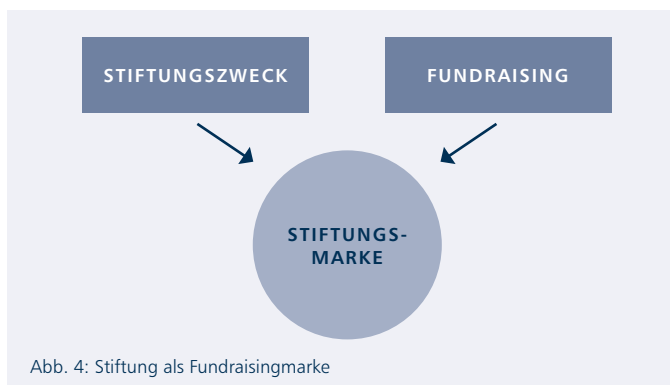 STIFTUNGSZWECK
FUNDRAISING
STIFTUNGS-
MARKE
Abb. 4: Stiftung als Fundraisingmarke